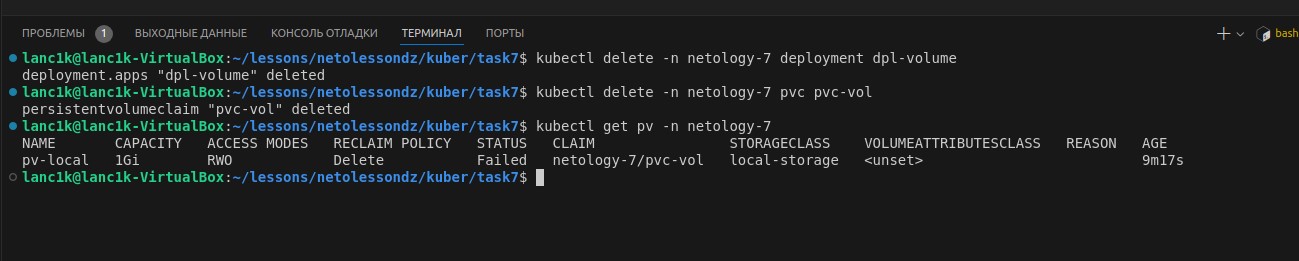 ПРОБЛЕМЫ 1 ВЫХОДНЫЕ ДАННЫЕ КОНСОЛЬ ОТЛАДКИ ТЕРМИНАЛ ПОРТЫ bash
lanc1k@lanc1k-VirtualBox:~/lessons/netolessondz/kuber/task7$ kubectl delete -n netology-7 deployment dpl-volume
deployment.apps "dpl-volume" deleted
lanc1k@lanc1k-VirtualBox:~/lessons/netolessondz/kuber/task7$ kubectl delete -n netology-7 pvc pvc-vol
persistentvolumeclaim "pvc-vol" deleted
lanc1k@lanc1k-VirtualBox:~/lessons/netolessondz/kuber/task7$ kubectl get pv -n netology-7
NAME CAPACITY ACCESS MODES RECLAIM POLICY STATUS CLAIM STORAGECLASS VOLUMEATTRIBUTESCLASS REASON AGE
pv-local 1Gi RWO Delete Failed netology-7/pvc-vol local-storage <unset> 9m17s
lanc1k@lanc1k-VirtualBox:~/lessons/netolessondz/kuber/task7$